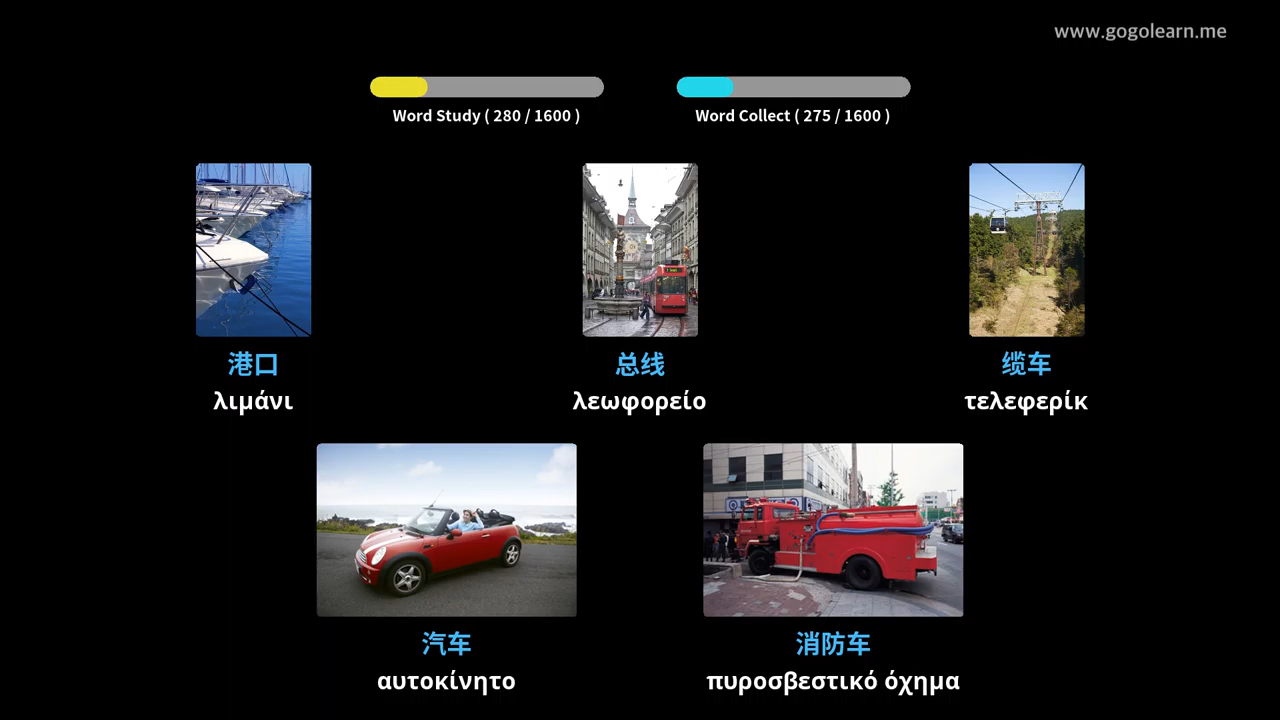 www.gogolearn.me
Word Study ( 280 / 1600 )
Word Collect ( 275 / 1600 )
港口
λιμάνι
总线
λεωφορείο
缆车
τελεφερίκ
汽车
αυτοκίνητο
消防车
πυροσβεστικό όχημα